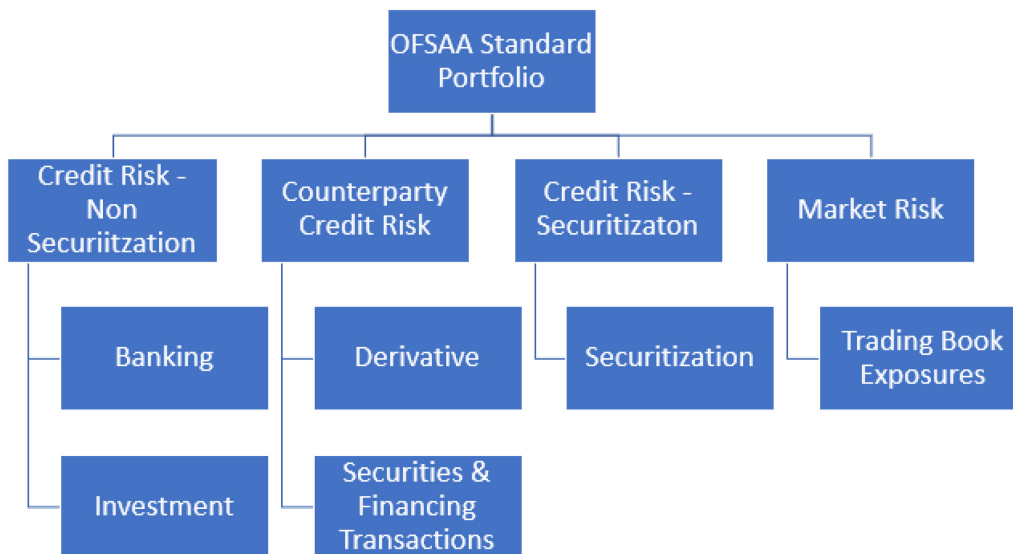 OFSAA Standard
Portfolio
Credit Risk -
Non
Securiitzation
Counterparty
Credit Risk
Credit Risk -
Securitizaton
Market Risk
Banking
Derivative
Securitization
Trading Book
Exposures
Investment
Securities &
Financing
Transactions